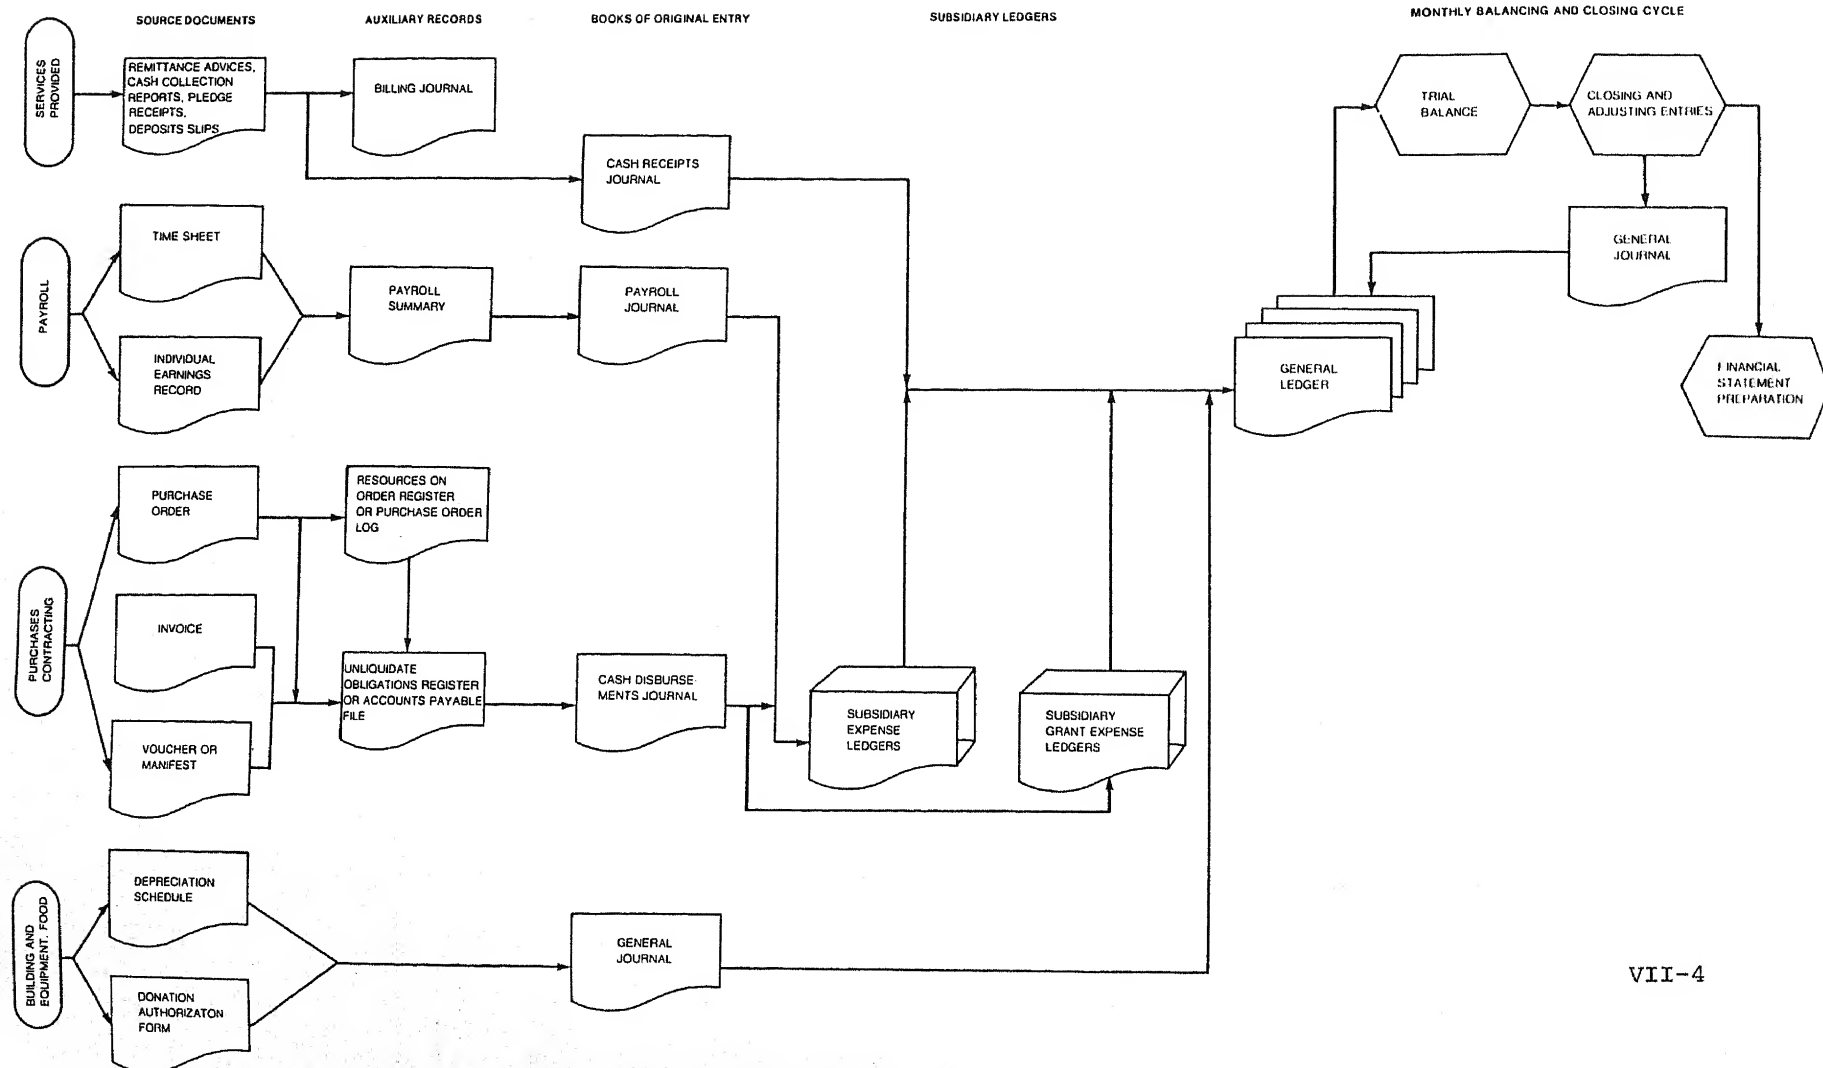 SOURCE DOCUMENTS
AUXILIARY RECORDS
BOOKS OF ORIGINAL ENTRY
SUBSIDIARY LEDGERS
MONTHLY BALANCING AND CLOSING CYCLE
SERVICES
PROVIDED
REMITTANCE ADVICES,
CASH COLLECTION
REPORTS, PLEDGE
RECEIPTS,
DEPOSITS SLIPS
BILLING JOURNAL
CASH RECEIPTS
JOURNAL
TRIAL
BALANCE
CLOSING AND
ADJUSTING ENTRIES
GENERAL
JOURNAL
PAYROLL
TIME SHEET
INDIVIDUAL
EARNINGS
RECORD
PAYROLL
SUMMARY
PAYROLL
JOURNAL
GENERAL
LEDGER
FINANCIAL
STATEMENT
PREPARATION
PURCHASES
CONTRACTING
PURCHASE
ORDER
INVOICE
VOUCHER OR
MANIFEST
RESOURCES ON
ORDER REGISTER
OR PURCHASE ORDER
LOG
UNLIQUIDATE
OBLIGATIONS REGISTER
OR ACCOUNTS PAYABLE
FILE
CASH DISBURSE-
MENTS JOURNAL
SUBSIDIARY
EXPENSE
LEDGERS
SUBSIDIARY
GRANT EXPENSE
LEDGERS
BUILDING AND
EQUIPMENT, FOOD
DEPRECIATION
SCHEDULE
DONATION
AUTHORIZATON
FORM
GENERAL
JOURNAL
VII-4